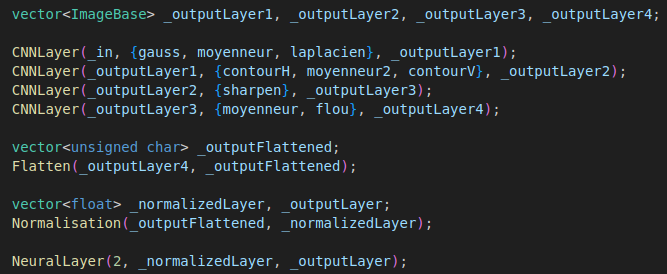 vector<ImageBase> _outputLayer1, _outputLayer2, _outputLayer3, _outputLayer4;
CNNLayer(_in, {gauss, moyenneur, laplacien}, _outputLayer1);
CNNLayer(_outputLayer1, {contourH, moyenneur2, contourV}, _outputLayer2);
CNNLayer(_outputLayer2, {sharpen}, _outputLayer3);
CNNLayer(_outputLayer3, {moyenneur, flou}, _outputLayer4);
vector<unsigned char> _outputFlattened;
Flatten(_outputLayer4, _outputFlattened);
vector<float> _normalizedLayer, _outputLayer;
Normalisation(_outputFlattened, _normalizedLayer);
NeuralLayer(2, _normalizedLayer, _outputLayer);